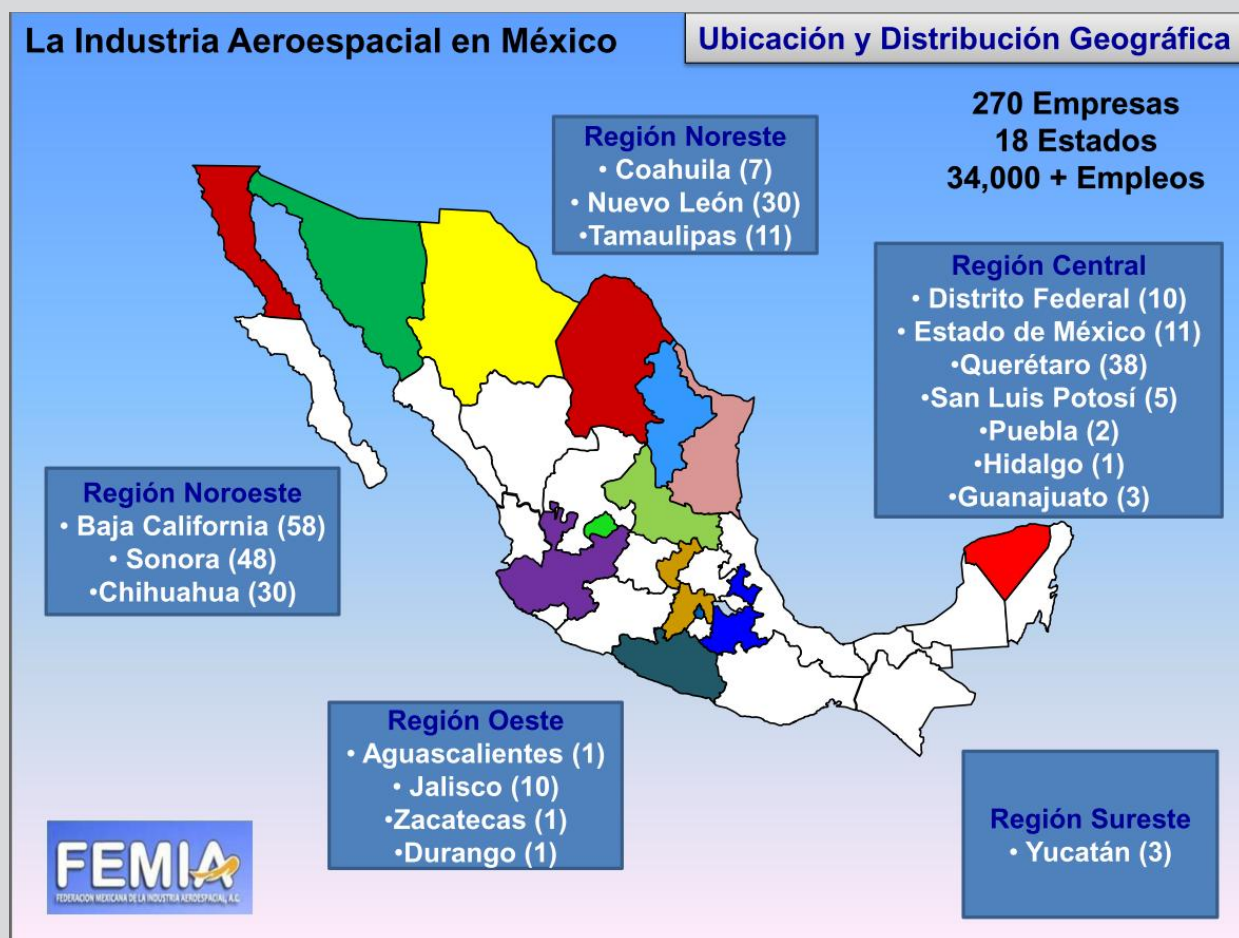 La Industria Aeroespacial en México
Ubicación y Distribución Geográfica
270 Empresas
18 Estados
34,000 + Empleos
Región Noreste
• Coahuila (7)
• Nuevo León (30)
•Tamaulipas (11)
Región Central
• Distrito Federal (10)
• Estado de México (11)
•Querétaro (38)
•San Luis Potosí (5)
•Puebla (2)
•Hidalgo (1)
•Guanajuato (3)
Región Noroeste
• Baja California (58)
• Sonora (48)
•Chihuahua (30)
Región Oeste
• Aguascalientes (1)
• Jalisco (10)
•Zacatecas (1)
•Durango (1)
Región Sureste
• Yucatán (3)
FEMIA
FEDERACIÓN MEXICANA DE LA INDUSTRIA AEROESPACIAL, A.C.